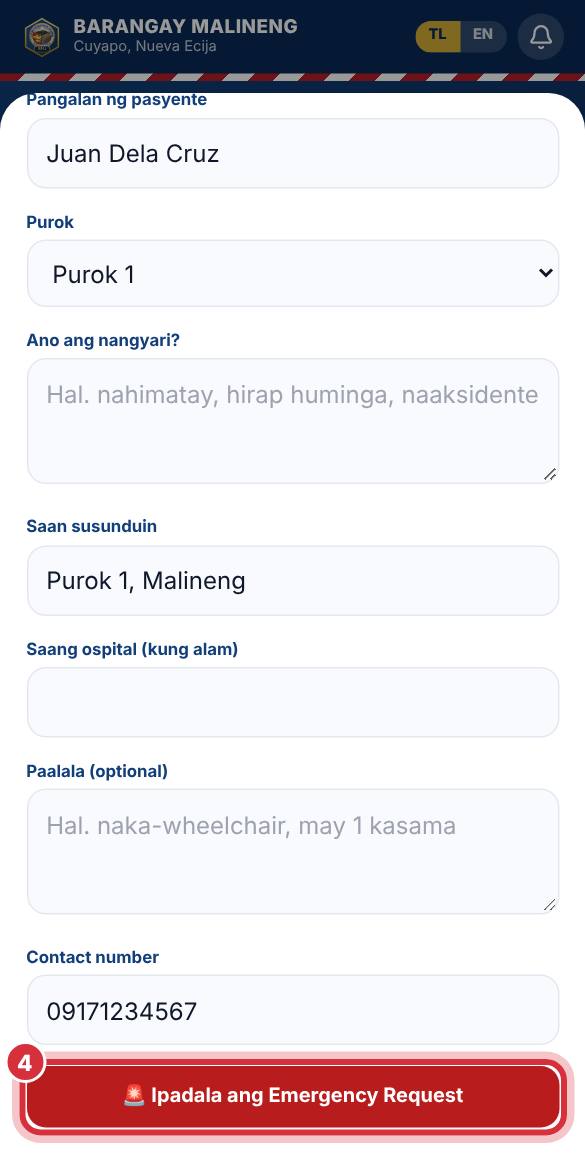 BARANGAY MALINENG
Cuyapo, Nueva Ecija
TL EN
Pangalan ng pasyente
Juan Dela Cruz
Purok
Purok 1
Ano ang nangyari?
Hal. nahimatay, hirap huminga, naaksidente
Saan susunduin
Purok 1, Malineng
Saang ospital (kung alam)
Paalala (optional)
Hal. naka-wheelchair, may 1 kasama
Contact number
09171234567
4
🚨 Ipadala ang Emergency Request